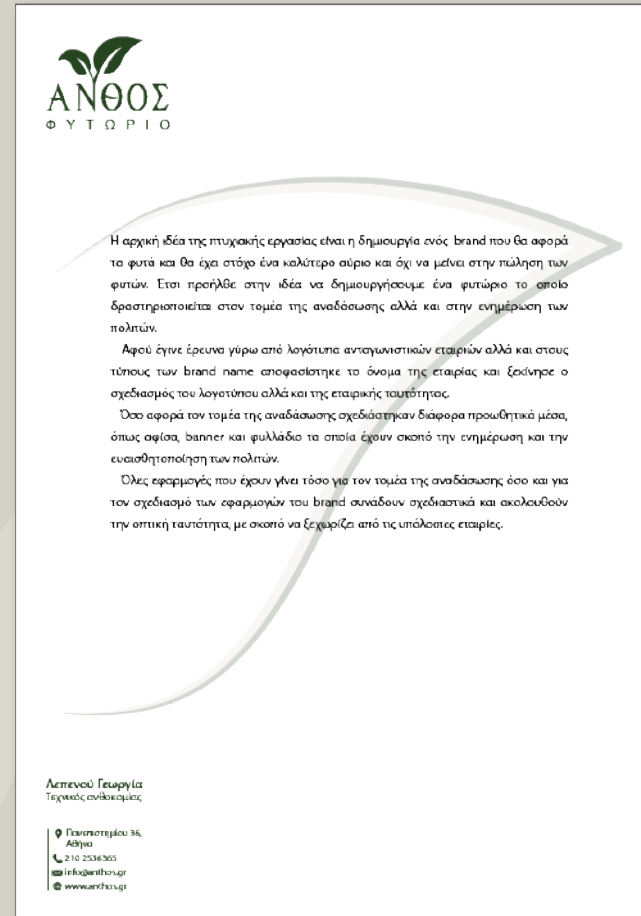 ΑΝΘΟΣ
ΦΥΤΩΡΙΟ
Η αρχική ιδέα της πτυχιακής εργασίας είναι η δημιουργία ενός brand που θα αφορά
τα φυτά και θα έχει στόχο ένα καλύτερο αύριο και όχι να μείνει στην πώληση των
φυτών. Έτσι προήλθε στην ιδέα να δημιουργήσουμε ένα φυτώριο το οποίο
δραστηριοποιείται στον τομέα της αναδάσωσης αλλά και στην ενημέρωση των
πολιτών.
Αφού έγινε έρευνα γύρω από λογότυπα ανταγωνιστικών εταιριών αλλά και στους
τύπους των brand name αποφασίστηκε το όνομα της εταιρίας και ξεκίνησε ο
σχεδιασμός του λογοτύπου αλλά και της εταιρικής ταυτότητας.
Όσο αφορά τον τομέα της αναδάσωσης σχεδιάστηκαν διάφορα προωθητικά μέσα,
όπως αφίσα, banner και φυλλάδιο τα οποία έχουν σκοπό την ενημέρωση και την
ευαισθητοποίηση των πολιτών.
Όλες εφαρμογές που έχουν γίνει τόσο για τον τομέα της αναδάσωσης όσο και για
τον σχεδιασμό των εφαρμογών του brand συνάδουν σχεδιαστικά και ακολουθούν
την οπτική ταυτότητα, με σκοπό να ξεχωρίζει από τις υπόλοιπες εταιρίες.
Λεπενού Γεωργία
Τεχνικός ανθοκομίας
Πανεπιστημίου 36,
Αθήνα
210 2536365
info@anthos.gr
www.anthos.gr